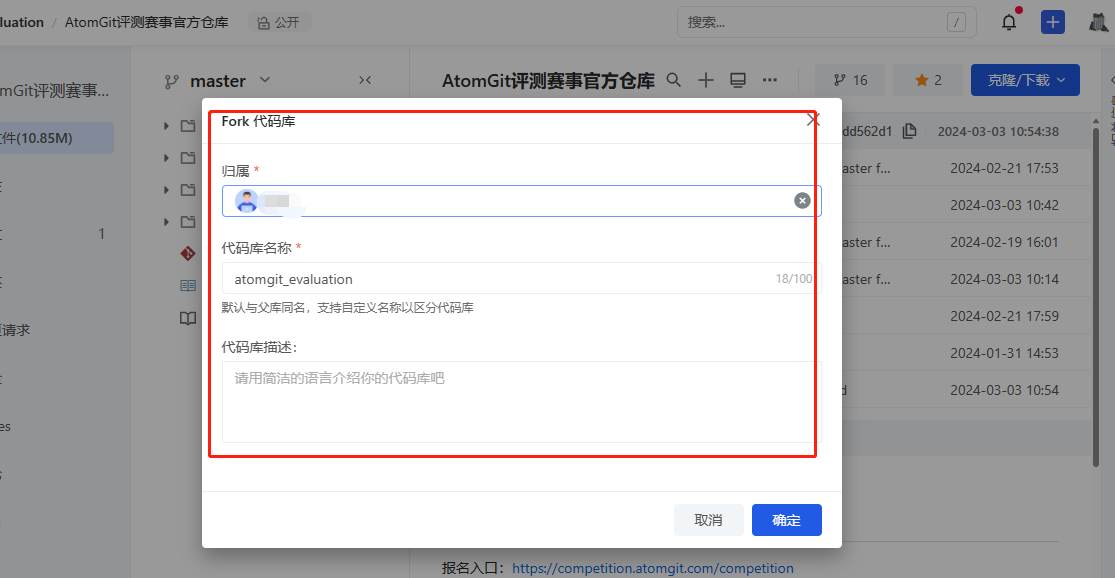 luation / AtomGit评测赛事官方仓库 公开 搜索... /
mGit评测赛事...
master
AtomGit评测赛事官方仓库 16 2 克隆/下载
件(10.85M)
Fork 代码库
dd562d1 2024-03-03 10:54:38
归属 *
aster f... 2024-02-21 17:53
2024-03-03 10:42
1
代码库名称 *
aster f... 2024-02-19 16:01
atomgit_evaluation 18/100
aster f... 2024-03-03 10:14
默认与父库同名，支持自定义名称以区分代码库
2024-02-21 17:59
请求
代码库描述:
2024-01-31 14:53
请用简洁的语言介绍你的代码库吧
d 2024-03-03 10:54
es
取消 确定
报名入口： https://competition.atomgit.com/competition